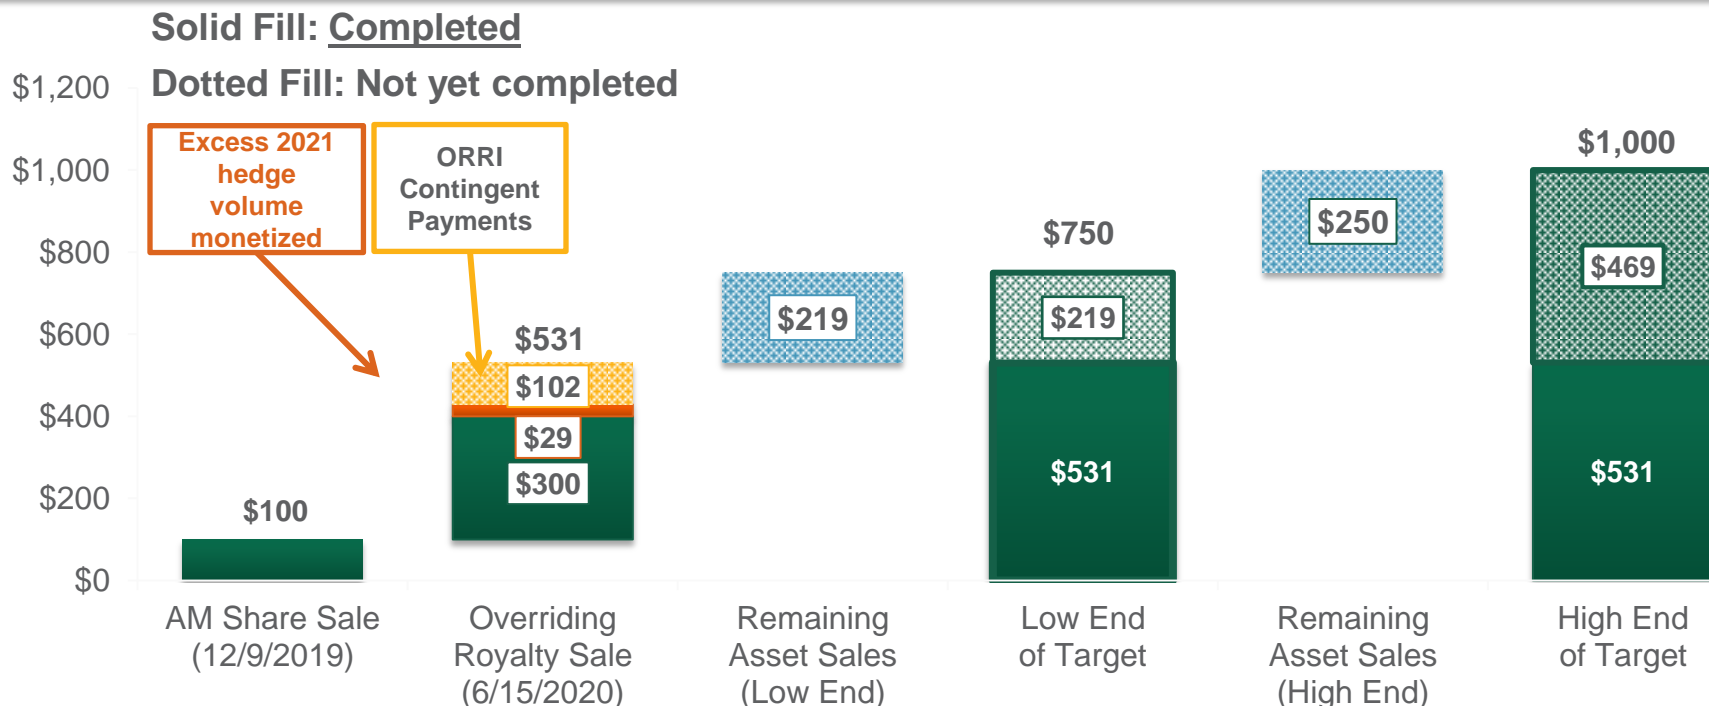 Solid Fill: Completed
Dotted Fill: Not yet completed
$1,200
$1,000
$800
$600
$400
$200
$0
Excess 2021
hedge
volume
monetized
ORRI
Contingent
Payments
$100
$531
$102
$29
$300
$219
$750
$219
$531
$250
$1,000
$469
$531
AM Share Sale
(12/9/2019)
Overriding
Royalty Sale
(6/15/2020)
Remaining
Asset Sales
(Low End)
Low End
of Target
Remaining
Asset Sales
(High End)
High End
of Target